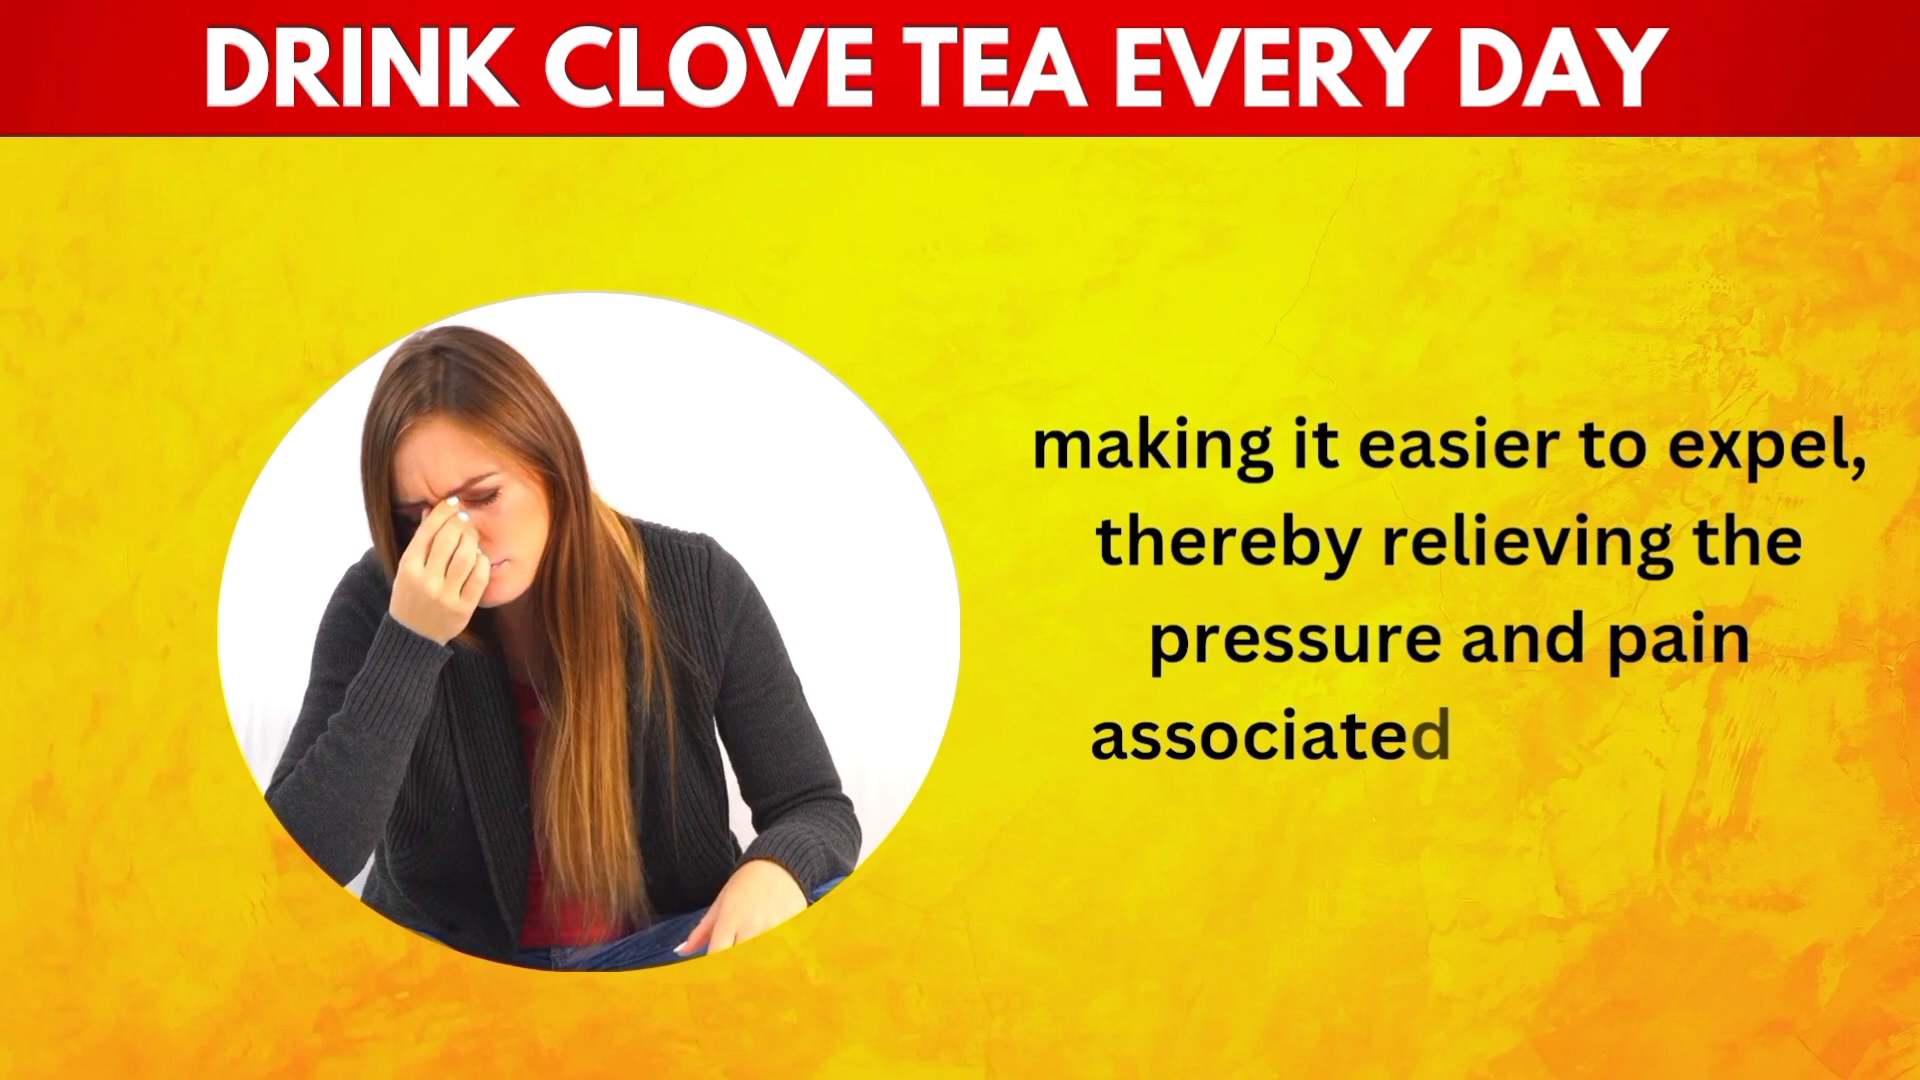 DRINK CLOVE TEA EVERY DAY
making it easier to expel,
thereby relieving the
pressure and pain
associated